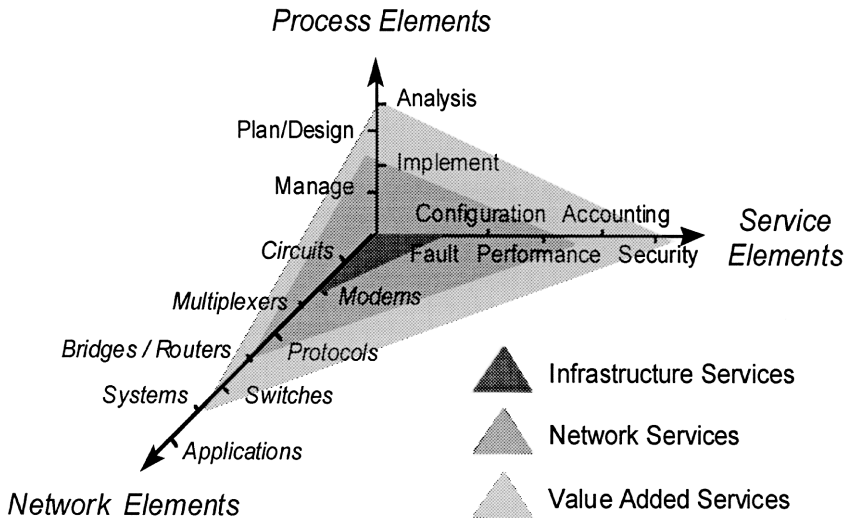 Process Elements
Analysis
Plan/Design
Implement
Manage
Configuration Accounting
Service
Elements
Circuits
Fault Performance Security
Multiplexers
Modems
Bridges / Routers
Protocols
Systems
Switches
Applications
Network Elements
Infrastructure Services
Network Services
Value Added Services